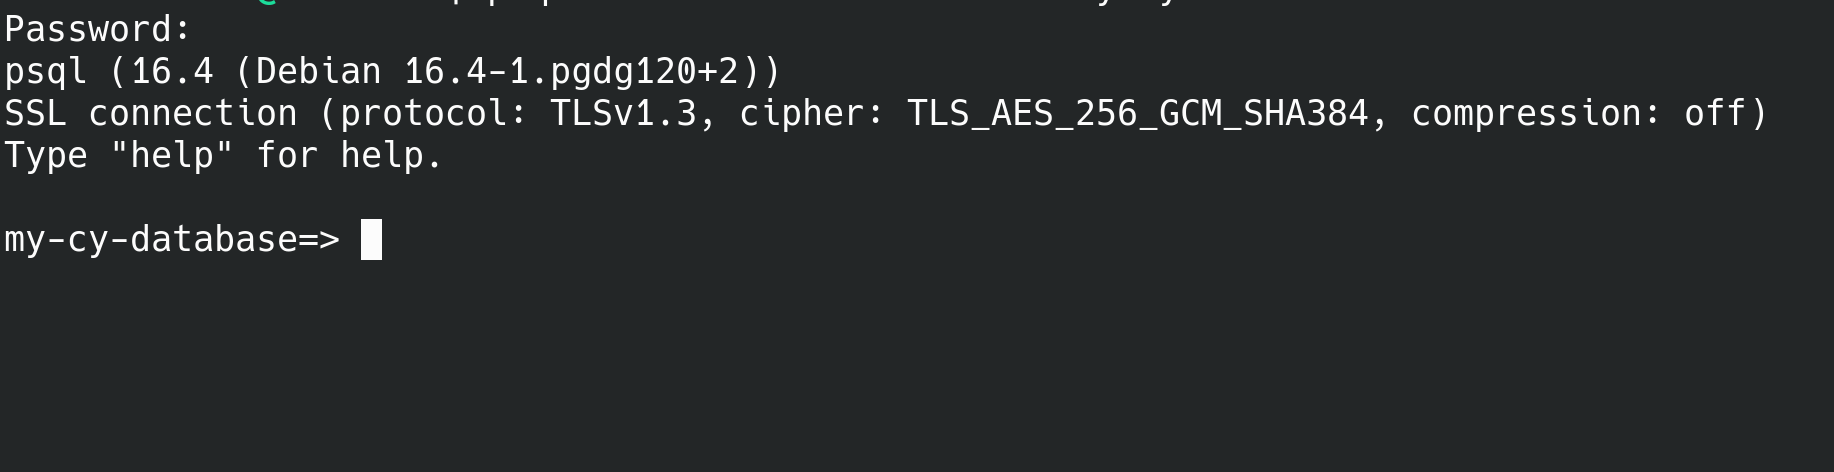 Password:
psql (16.4 (Debian 16.4-1.pgdg120+2))
SSL connection (protocol: TLSv1.3, cipher: TLS_AES_256_GCM_SHA384, compression: off)
Type "help" for help.
my-cy-database=>